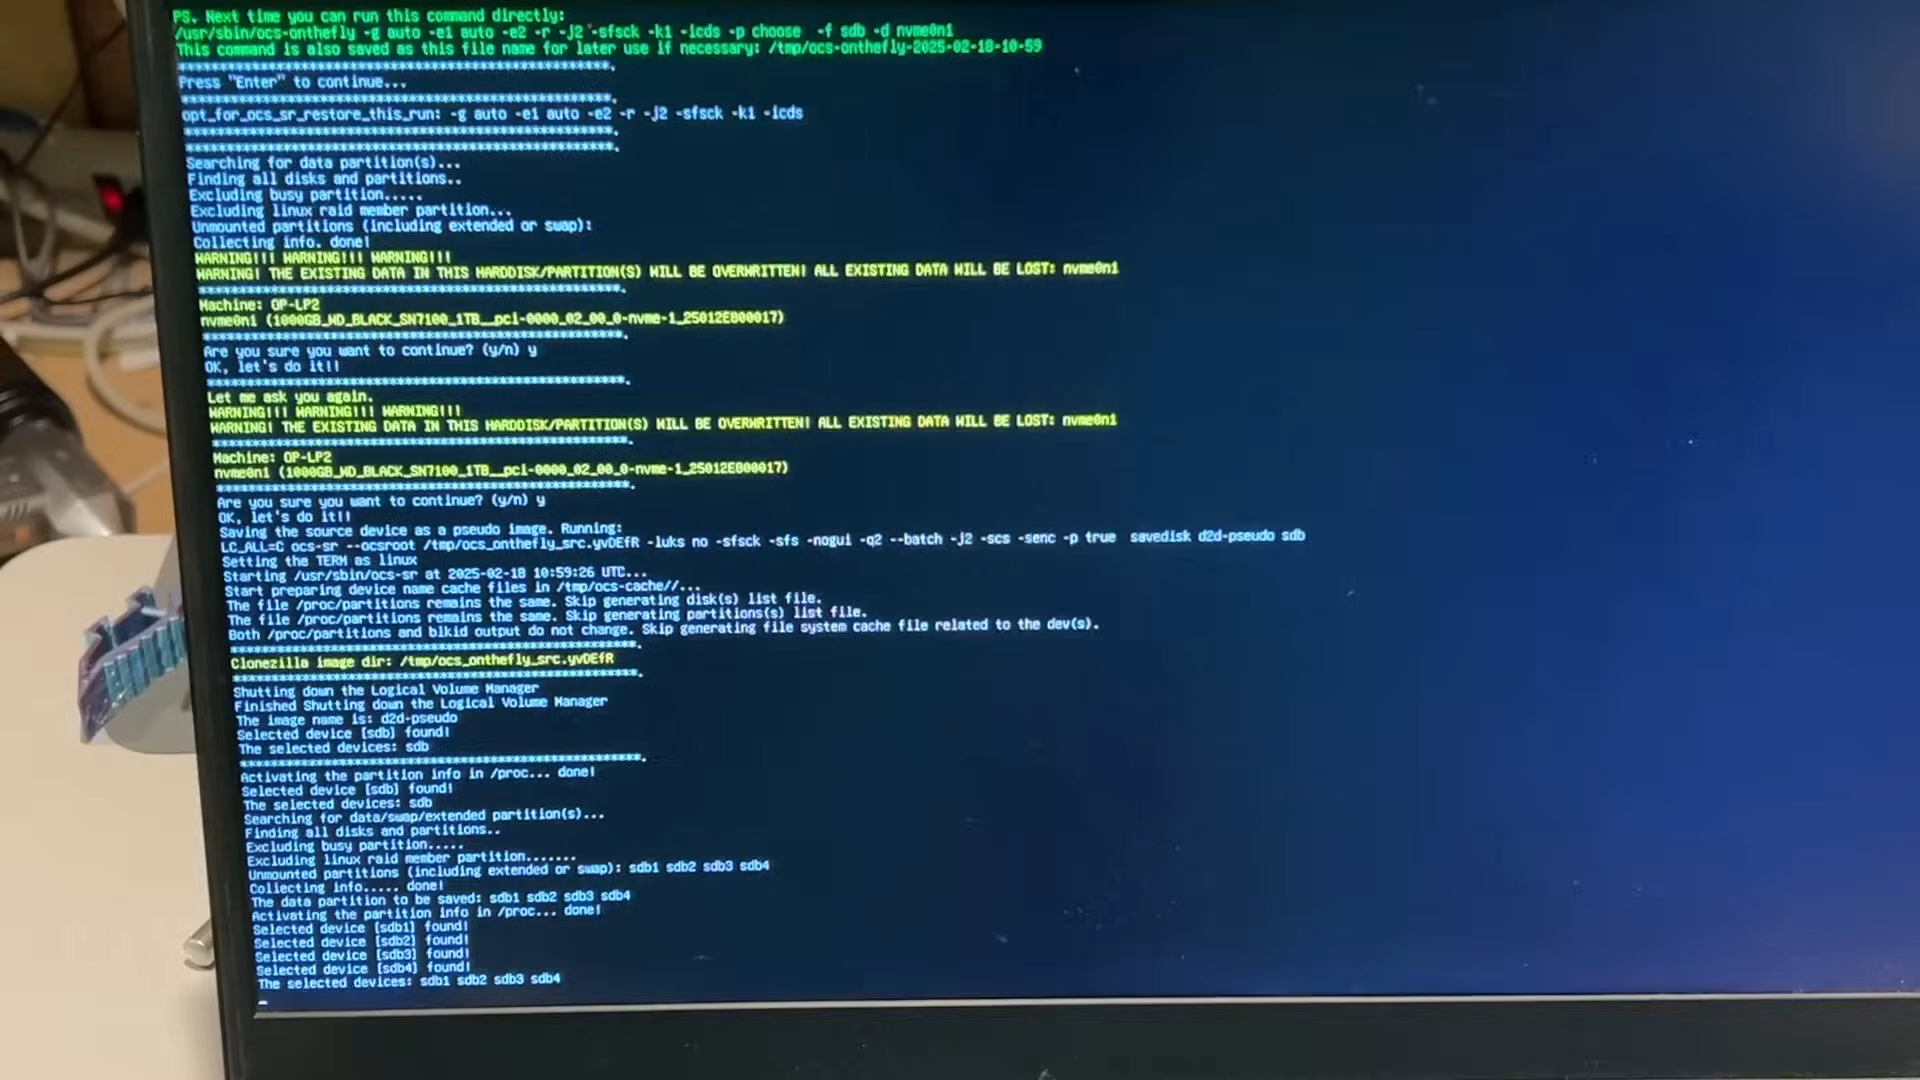 PS. Next time you can run this command directly:
/usr/sbin/ocs-onthefly -g auto -e1 auto -e2 -r -j2 -sfsck -k1 -icds -p choose -f sdb -d nvme0n1
This command is also saved as this file name for later use if necessary: /tmp/ocs-onthefly-2025-02-18-10-59
*****************************************************.
Press "Enter" to continue...
*****************************************************.
opt_for_ocs_sr_restore_this_run: -g auto -e1 auto -e2 -r -j2 -sfsck -k1 -icds
*****************************************************.
*****************************************************.
Searching for data partition(s)...
Finding all disks and partitions..
Excluding busy partition.....
Excluding linux raid member partition...
Unmounted partitions (including extended or swap):
Collecting info. done!
WARNING!!! WARNING!!! WARNING!!!
WARNING! THE EXISTING DATA IN THIS HARDDISK/PARTITION(S) WILL BE OVERWRITTEN! ALL EXISTING DATA WILL BE LOST: nvme0n1
*****************************************************.
Machine: OP-LP2
nvme0n1 (1000GB_WD_BLACK_SN7100_1TB__pci-0000_02_00_0-nvme-1_25012E800017)
*****************************************************.
Are you sure you want to continue? (y/n) y
OK, let's do it!!
*****************************************************.
Let me ask you again.
WARNING!!! WARNING!!! WARNING!!!
WARNING! THE EXISTING DATA IN THIS HARDDISK/PARTITION(S) WILL BE OVERWRITTEN! ALL EXISTING DATA WILL BE LOST: nvme0n1
*****************************************************.
Machine: OP-LP2
nvme0n1 (1000GB_WD_BLACK_SN7100_1TB__pci-0000_02_00_0-nvme-1_25012E800017)
*****************************************************.
Are you sure you want to continue? (y/n) y
OK, let's do it!!
Saving the source device as a pseudo image. Running:
LC_ALL=C ocs-sr --ocsroot /tmp/ocs_onthefly_src.yvDEfR -luks no -sfsck -sfs -nogui -q2 --batch -j2 -scs -senc -p true savedisk d2d-pseudo sdb
Setting the TERM as linux
Starting /usr/sbin/ocs-sr at 2025-02-18 10:59:26 UTC...
Start preparing device name cache files in /tmp/ocs-cache//...
The file /proc/partitions remains the same. Skip generating disk(s) list file.
The file /proc/partitions remains the same. Skip generating partitions(s) list file.
Both /proc/partitions and blkid output do not change. Skip generating file system cache file related to the dev(s).
*****************************************************.
Clonezilla image dir: /tmp/ocs_onthefly_src.yvDEfR
*****************************************************.
Shutting down the Logical Volume Manager
Finished Shutting down the Logical Volume Manager
The image name is: d2d-pseudo
Selected device [sdb] found!
The selected devices: sdb
*****************************************************.
Activating the partition info in /proc... done!
Selected device [sdb] found!
The selected devices: sdb
Searching for data/swap/extended partition(s)...
Finding all disks and partitions..
Excluding busy partition.....
Excluding linux raid member partition.......
Unmounted partitions (including extended or swap): sdb1 sdb2 sdb3 sdb4
Collecting info..... done!
The data partition to be saved: sdb1 sdb2 sdb3 sdb4
Activating the partition info in /proc... done!
Selected device [sdb1] found!
Selected device [sdb2] found!
Selected device [sdb3] found!
Selected device [sdb4] found!
The selected devices: sdb1 sdb2 sdb3 sdb4